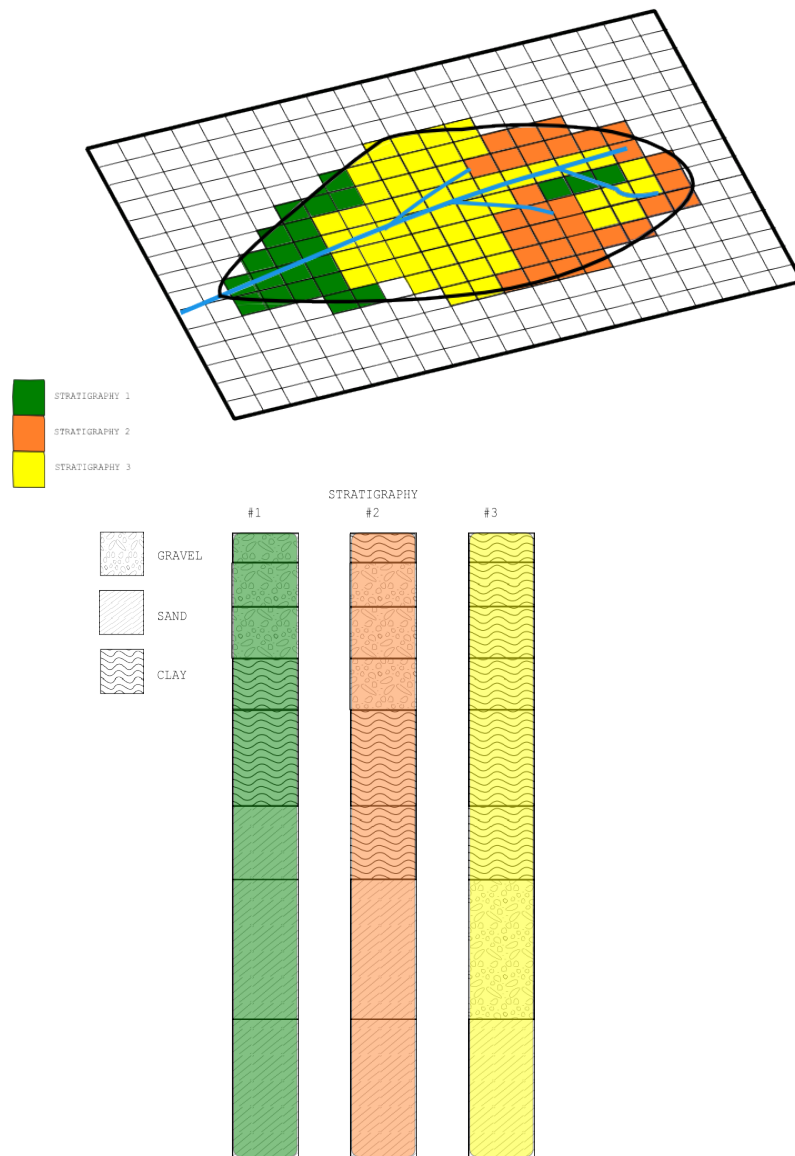 STRATIGRAPHY 1
STRATIGRAPHY 2
STRATIGRAPHY 3
STRATIGRAPHY
#1 #2 #3
GRAVEL
SAND
CLAY